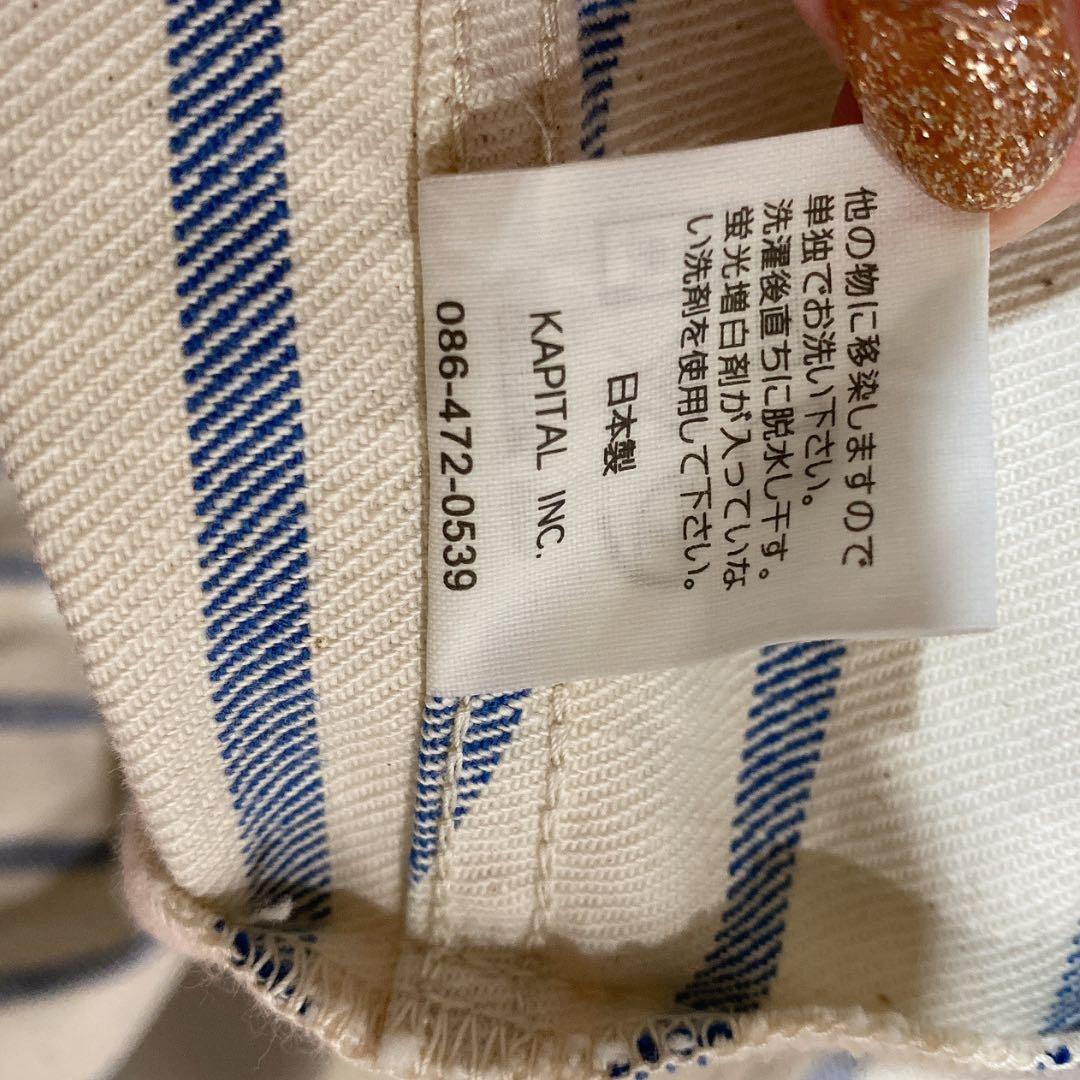 他の物に移染しますので
単独でお洗い下さい。
洗濯後直ちに脱水し干す。
蛍光増白剤が入っていな
い洗剤を使用して下さい。
日本製
KAPITAL INC.
086-472-0539